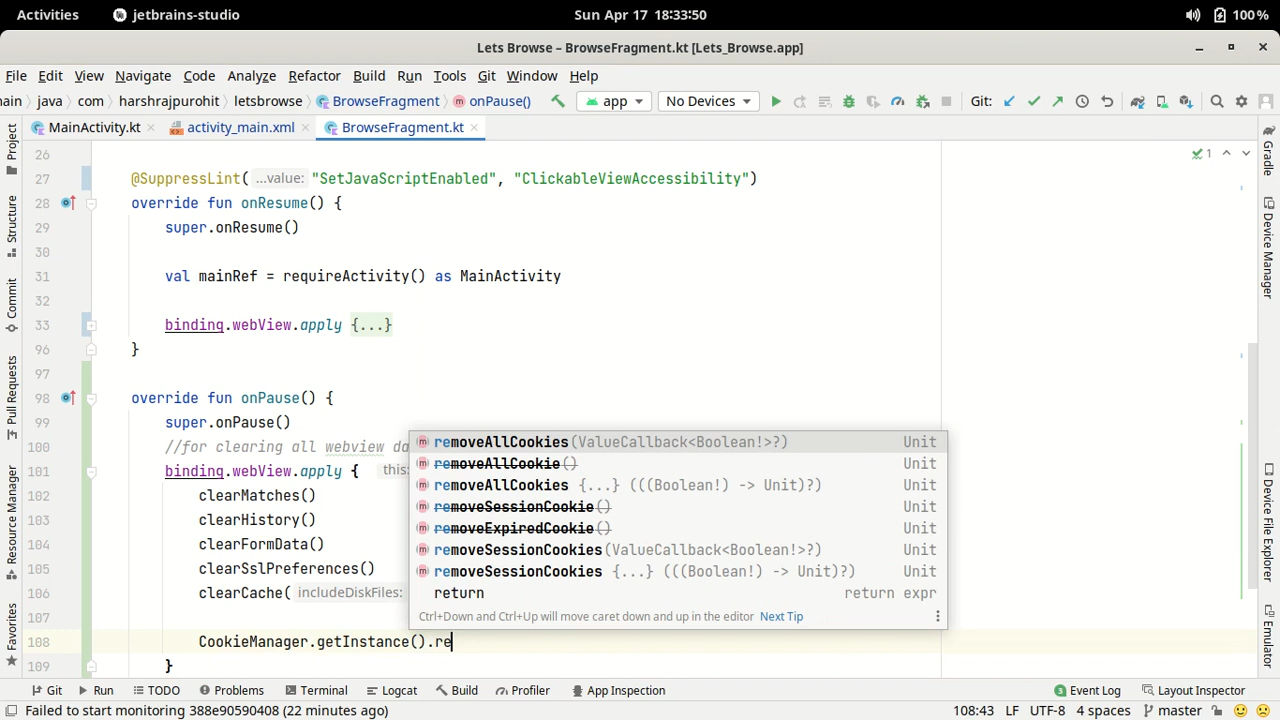 Activities jetbrains-studio Sun Apr 17 18:33:50 100%
Lets Browse – BrowseFragment.kt [Lets_Browse.app]
File Edit View Navigate Code Analyze Refactor Build Run Tools Git Window Help
nain java com harshrajpurohit letsbrowse BrowseFragment onPause() app No Devices Git:
MainActivity.kt activity_main.xml BrowseFragment.kt
Project
Structure
Commit
Pull Requests
Resource Manager
Build Variants
Favorites
26
27 @SuppressLint( ...value: "SetJavaScriptEnabled", "ClickableViewAccessibility")
28 override fun onResume() {
29 super.onResume()
30
31 val mainRef = requireActivity() as MainActivity
32
33 binding.webView.apply {...}
96 }
97
98 override fun onPause() {
99 super.onPause()
100 //for clearing all webview da
101 binding.webView.apply { this:
102 clearMatches()
103 clearHistory()
104 clearFormData()
105 clearSslPreferences()
106 clearCache( includeDiskFiles:
107
108 CookieManager.getInstance().re
109 }
removeAllCookies(ValueCallback<Boolean!>?) Unit
removeAllCookie() Unit
removeAllCookies {...} (((Boolean!) -> Unit)?) Unit
removeSessionCookie() Unit
removeExpiredCookie() Unit
removeSessionCookies(ValueCallback<Boolean!>?) Unit
removeSessionCookies {...} (((Boolean!) -> Unit)?) Unit
return return expr
Ctrl+Down and Ctrl+Up will move caret down and up in the editor Next Tip
1
Gradle
Device Manager
Device File Explorer
Emulator
Git Run TODO Problems Terminal Logcat Build Profiler App Inspection Event Log Layout Inspector
Failed to start monitoring 388e90590408 (22 minutes ago) 108:43 LF UTF-8 4 spaces master